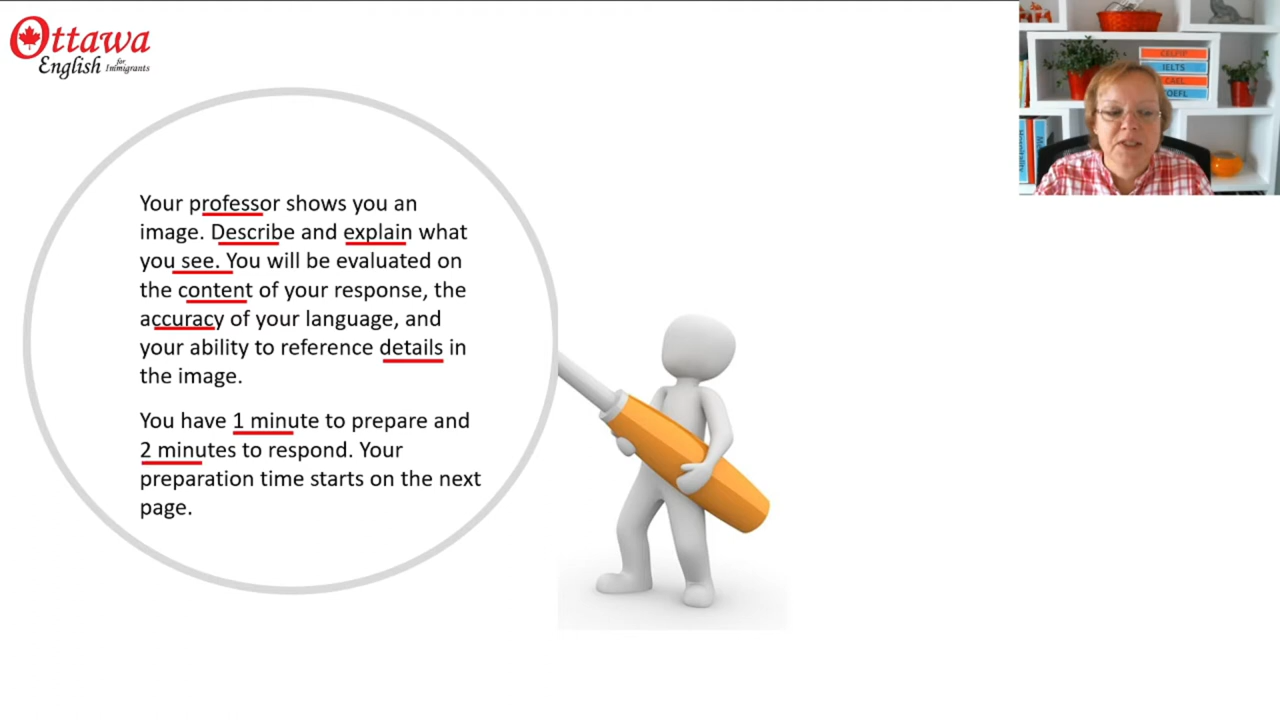 Ottawa
English for Immigrants
Your professor shows you an
image. Describe and explain what
you see. You will be evaluated on
the content of your response, the
accuracy of your language, and
your ability to reference details in
the image.
You have 1 minute to prepare and
2 minutes to respond. Your
preparation time starts on the next
page.
CELPIP
IELTS
CAEL
TOEFL